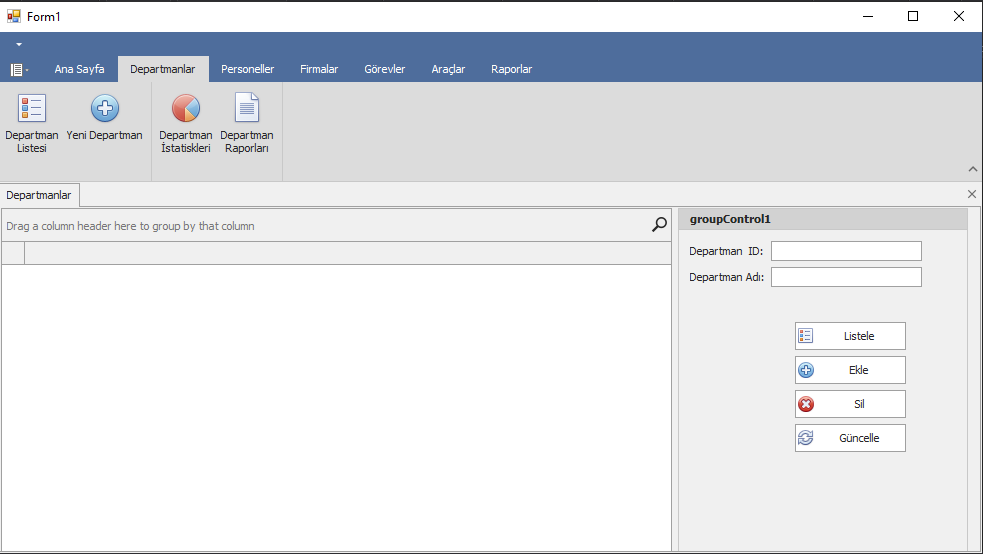 Form1
Ana Sayfa Departmanlar Personeller Firmalar Görevler Araçlar Raporlar
Departman Listesi
Yeni Departman
Departman İstatiskleri
Departman Raporları
Departmanlar
Drag a column header here to group by that column
groupControl1
Departman ID:
Departman Adı:
Listele
Ekle
Sil
Güncelle